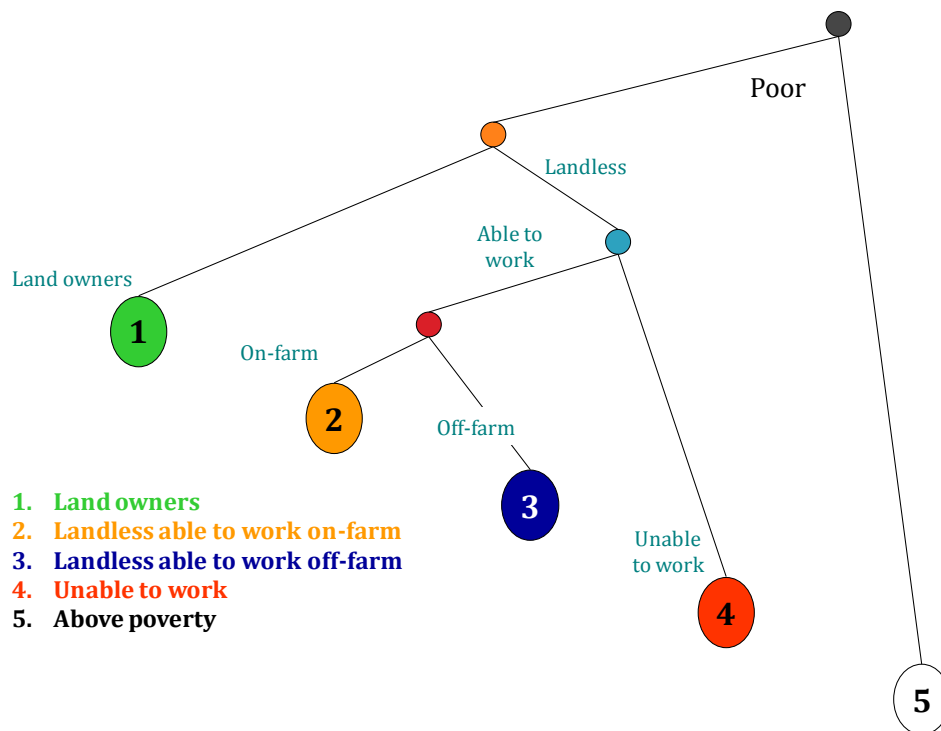 Poor
Landless
Able to
work
Land owners
1
On-farm
2
Off-farm
3
Unable
to work
4
5
1. Land owners
2. Landless able to work on-farm
3. Landless able to work off-farm
4. Unable to work
5. Above poverty